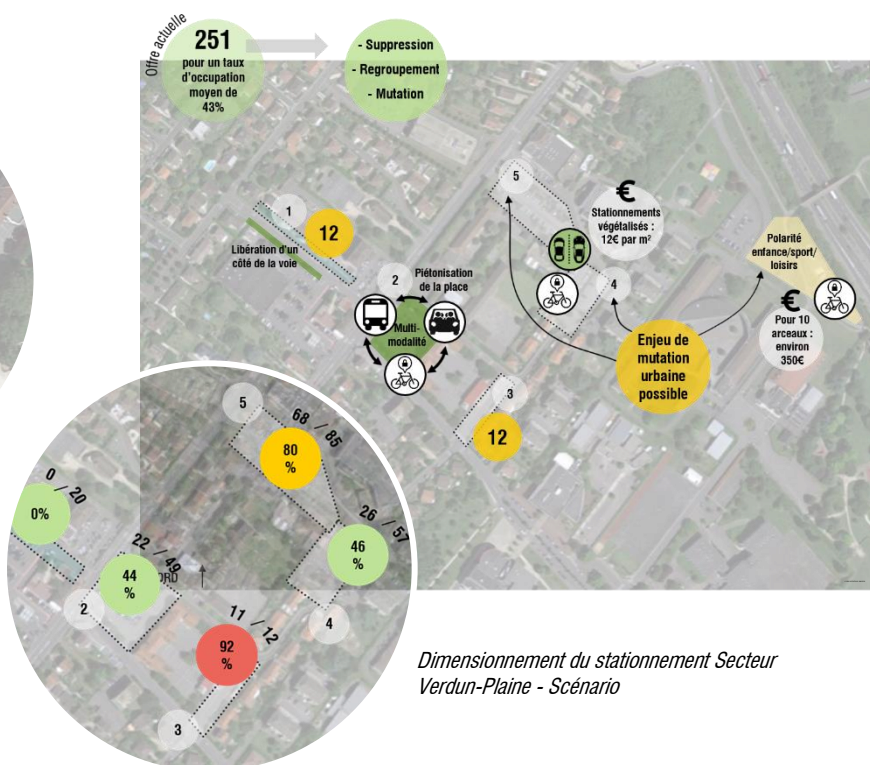 Offre actuelle
251
pour un taux
d'occupation
moyen de
43%
- Suppression
- Regroupement
- Mutation
1
12
Libération d'un
côté de la voie
2
Piétonisation
de la place
Multi-
modalité
5
€
Stationnements
végétalisés :
12€ par m²
4
Polarité
enfance/sport/
loisirs
€
Pour 10
arceaux :
environ
350€
Enjeu de
mutation
urbaine
possible
3
12
5
68 / 85
80
%
0 / 20
0%
22 / 49
44
%
ORD
2
26 / 57
46
%
4
11 / 12
92
%
3
Dimensionnement du stationnement Secteur
Verdun-Plaine - Scénario